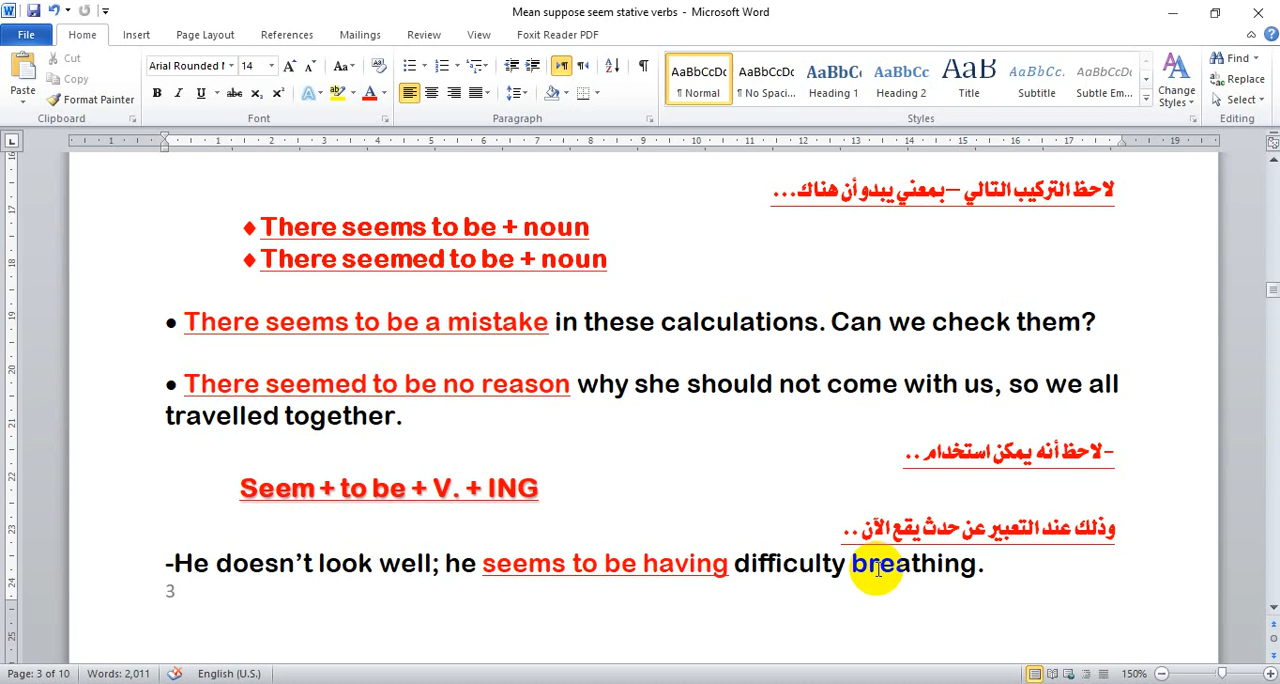 Mean suppose seem stative verbs - Microsoft Word
File Home Insert Page Layout References Mailings Review View Foxit Reader PDF
Paste
Cut
Copy
Format Painter
Clipboard
Arial Rounded 14
Font
Paragraph
AaBbCcDc ¶ Normal
AaBbCcDc ¶ No Spaci...
AaBbC Heading 1
AaBbCc Heading 2
AaB Title
AaBbCc. Subtitle
AaBbCcDc Subtle Em...
Change Styles
Styles
Find
Replace
Select
Editing
لاحظ التركيب التالي – بمعني يبدو أن هناك...
♦ There seems to be + noun
♦ There seemed to be + noun
• There seems to be a mistake in these calculations. Can we check them?
• There seemed to be no reason why she should not come with us, so we all
travelled together.
-لاحظ أنه يمكن استخدام ..
Seem + to be + V. + ING
وذلك عند التعبير عن حدث يقع الآن ..
-He doesn't look well; he seems to be having difficulty breathing.
3
Page: 3 of 10 Words: 2,011 English (U.S.) 150%